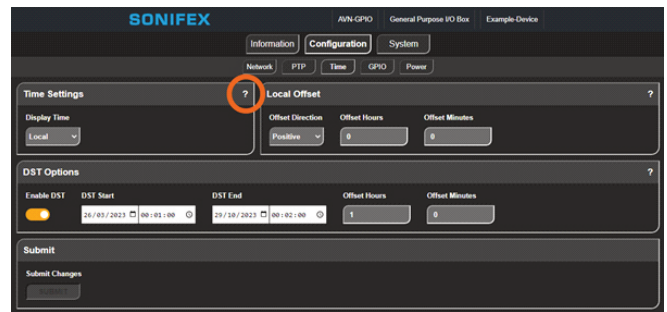 SONIFEX AVN-GPIO General Purpose I/O Box Example-Device
Information Configuration System
Network PTP Time GPIO Power
Time Settings ? Local Offset ?
Display Time Offset Direction Offset Hours Offset Minutes
Local Positive 0 0
DST Options ?
Enable DST DST Start DST End Offset Hours Offset Minutes
26/03/2023 00:01:00 29/10/2023 00:02:00 1 0
Submit
Submit Changes
SUBMIT